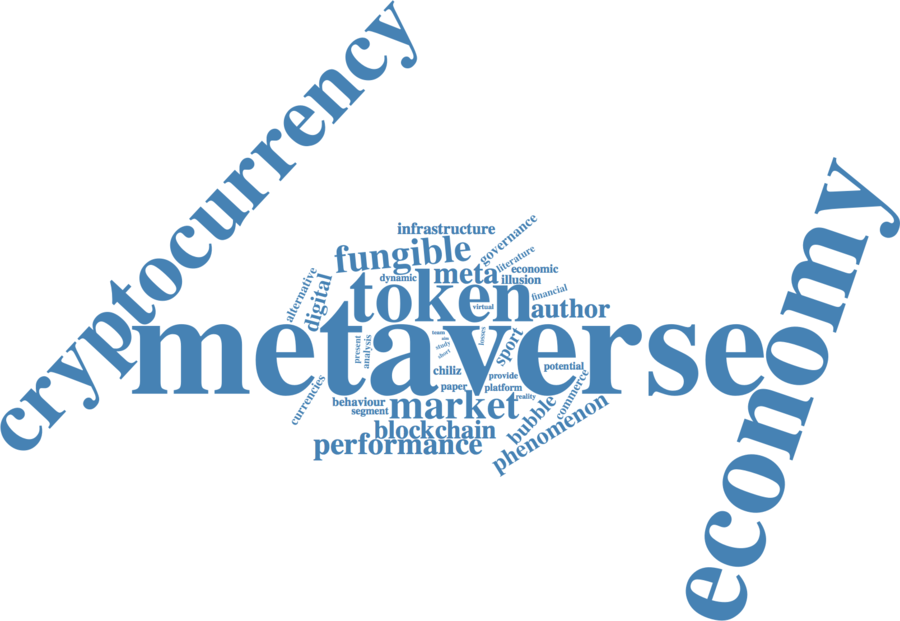 cryptocurrency
economy
infrastructure
governance
fungible
literature
meta
economic
dynamic
illusion
alternative
digital
token
financial
virtual
author
metaverse
team
losses
sport
study
short
present
analysis
chiliz
potential
provide
paper
platform
commerce
currencies
reality
behaviour
segment
market
bubble
phenomenon
blockchain
performance